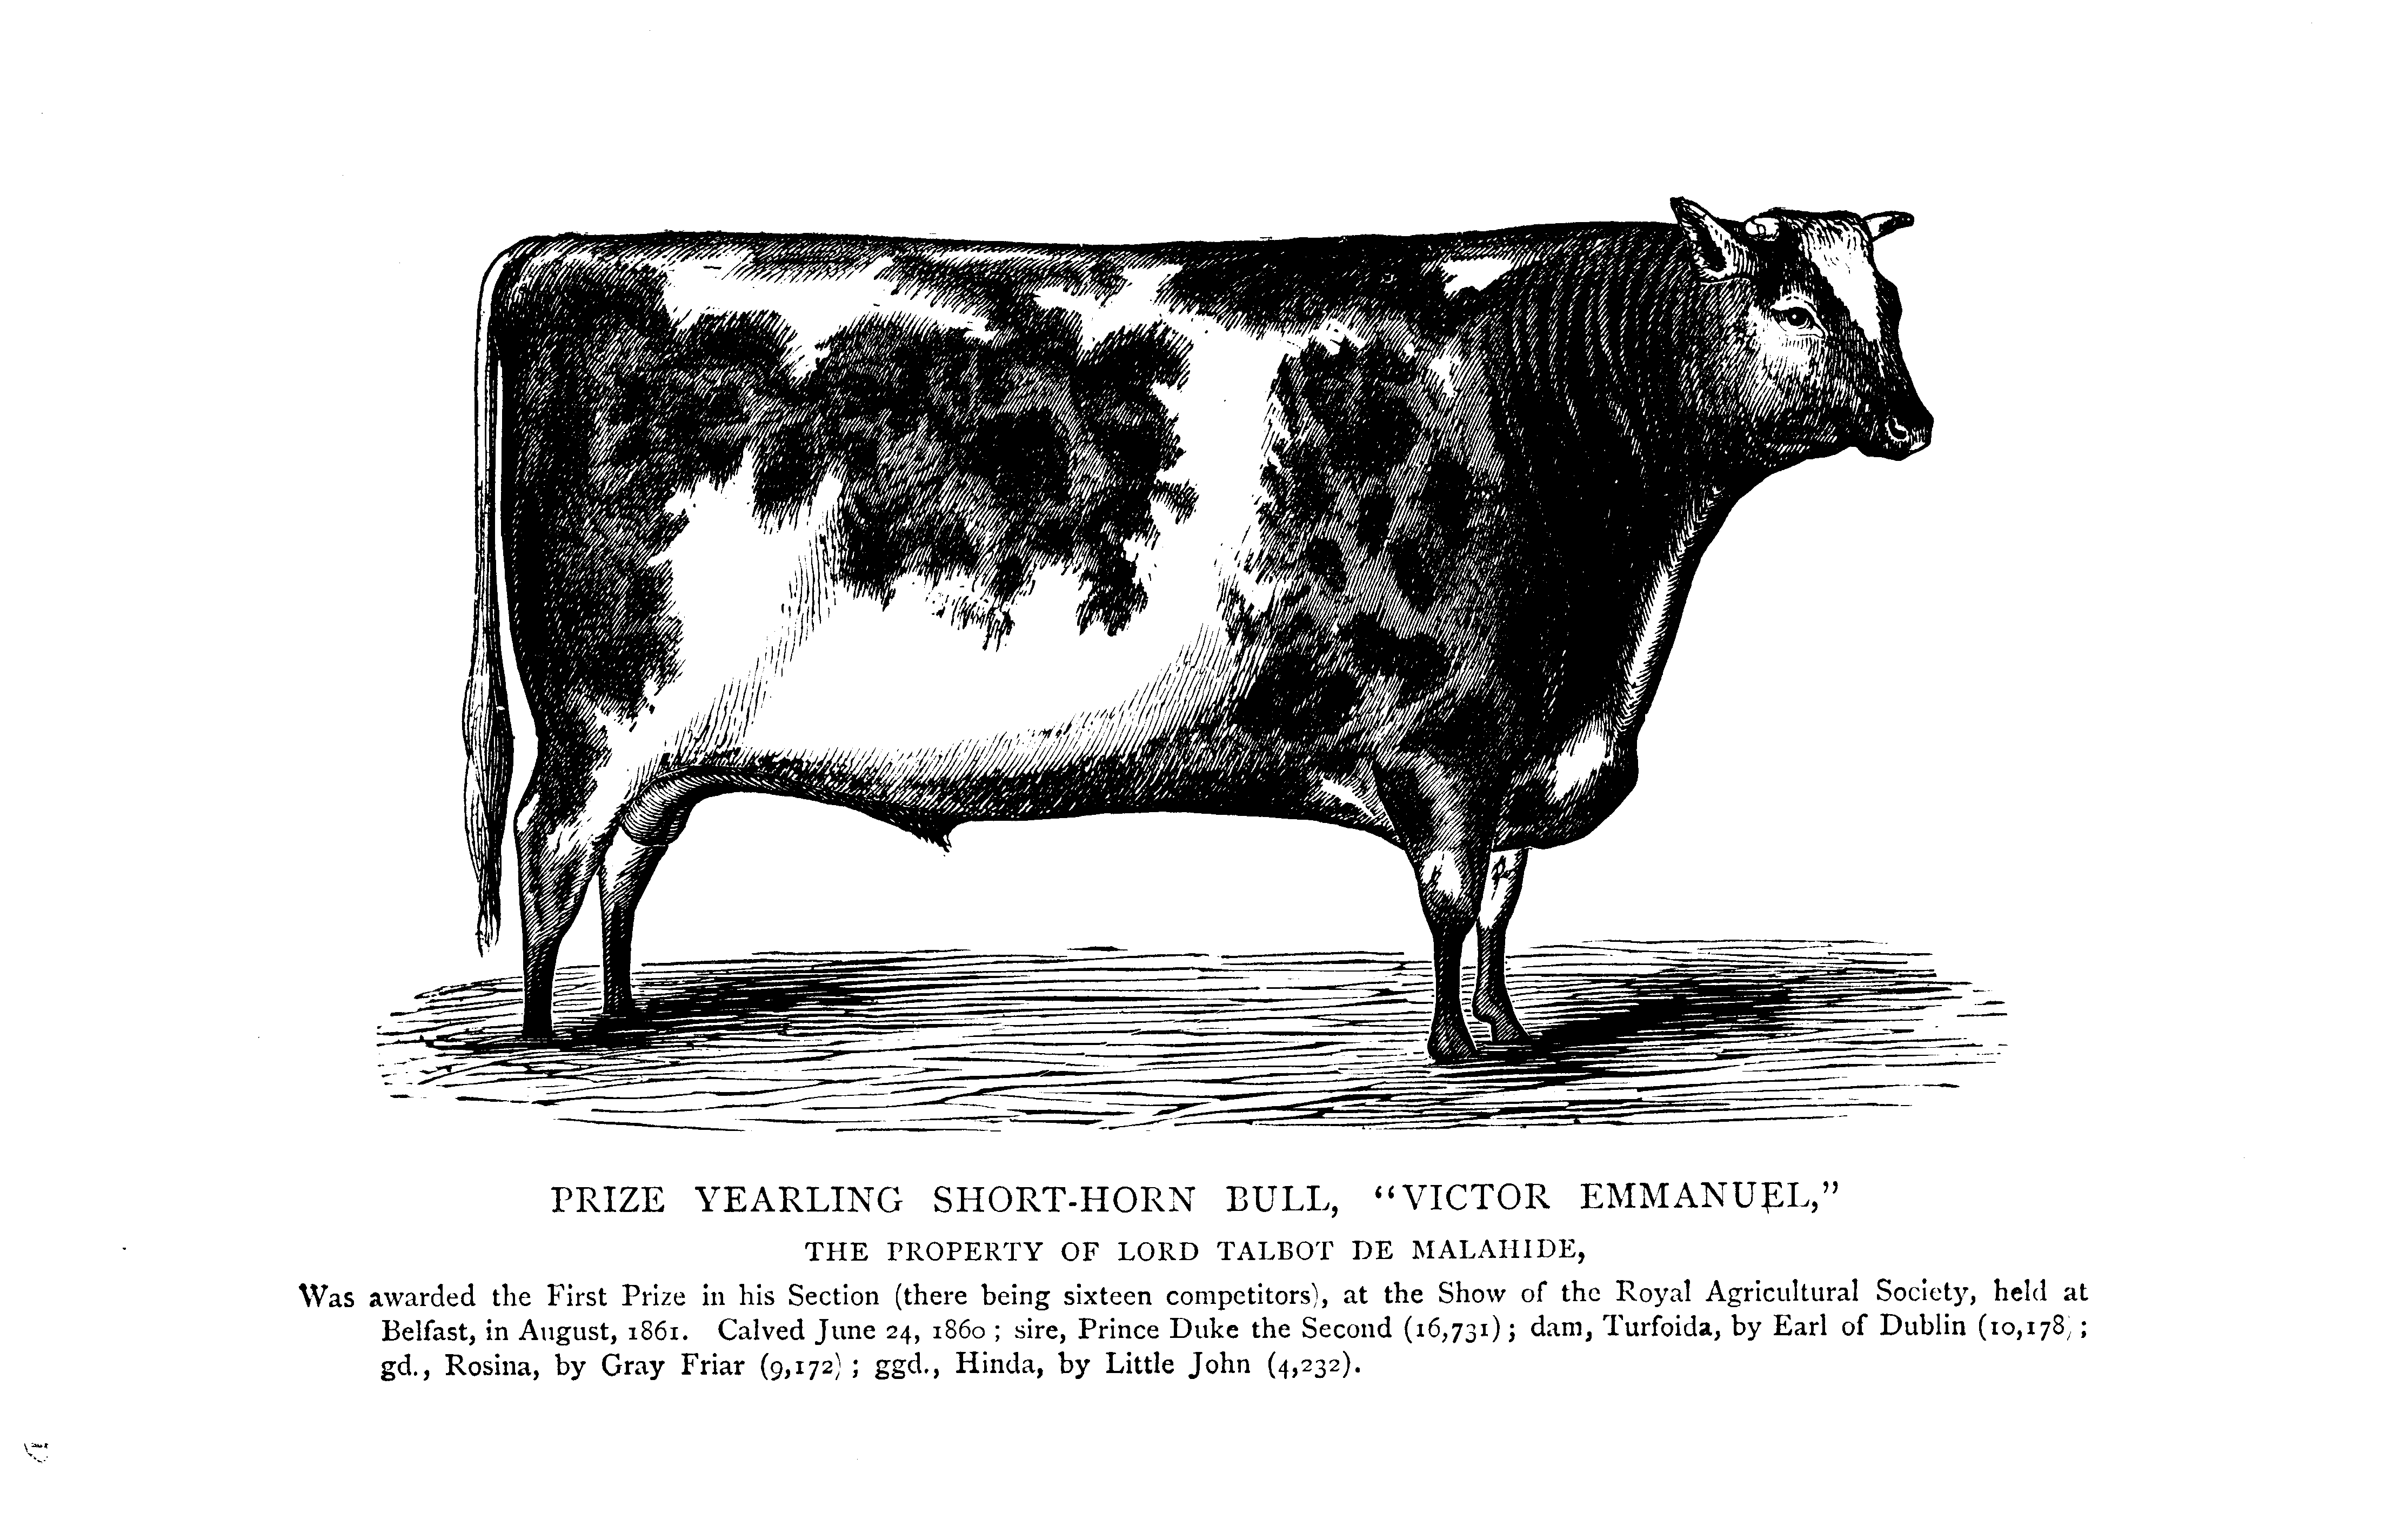 PRIZE YEARLING SHORT-HORN BULL, “VICTOR EMMANUEL,”
THE PROPERTY OF LORD TALBOT DE MALAHIDE,
Was awarded the First Prize in his Section (there being sixteen competitors), at the Show of the Royal Agricultural Society, held at
Belfast, in August, 1861. Calved June 24, 1860 ; sire, Prince Duke the Second (16,731) ; dam, Turfoida, by Earl of Dublin (10,178) ;
gd., Rosina, by Gray Friar (9,172) ; ggd., Hinda, by Little John (4,232).